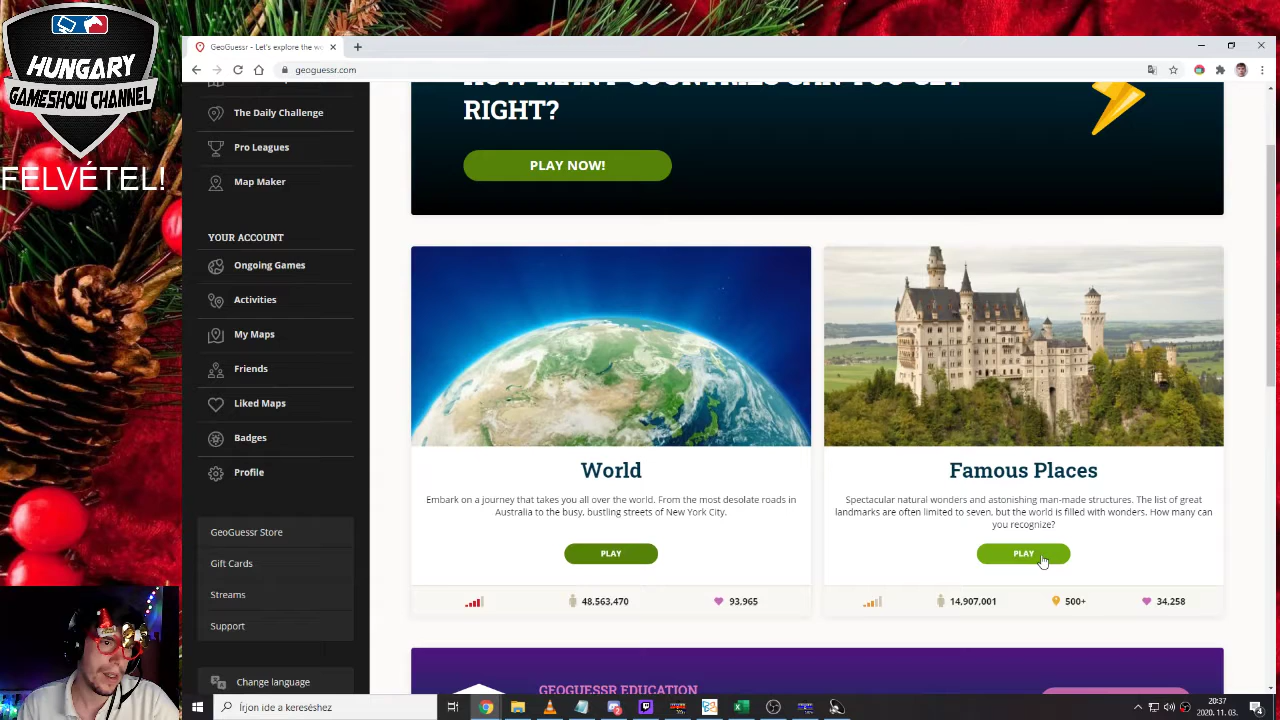 HUNGARY
GAMESHOW CHANNEL
FELVÉTEL!
GeoGuessr - Let's explore the w
geoguessr.com
The Daily Challenge
Pro Leagues
Map Maker
YOUR ACCOUNT
Ongoing Games
Activities
My Maps
Friends
Liked Maps
Badges
Profile
GeoGuessr Store
Gift Cards
Streams
Support
Change language
RIGHT?
PLAY NOW!
World
Embark on a journey that takes you all over the world. From the most desolate roads in
Australia to the busy, bustling streets of New York City.
PLAY
48,563,470
93,965
Famous Places
Spectacular natural wonders and astonishing man-made structures. The list of great
landmarks are often limited to seven, but the world is filled with wonders. How many can
you recognize?
PLAY
14,907,001
500+
34,258
GEOGUESSR EDUCATION
Írjon ide a kereséshez
20:37
2020. 11. 03.